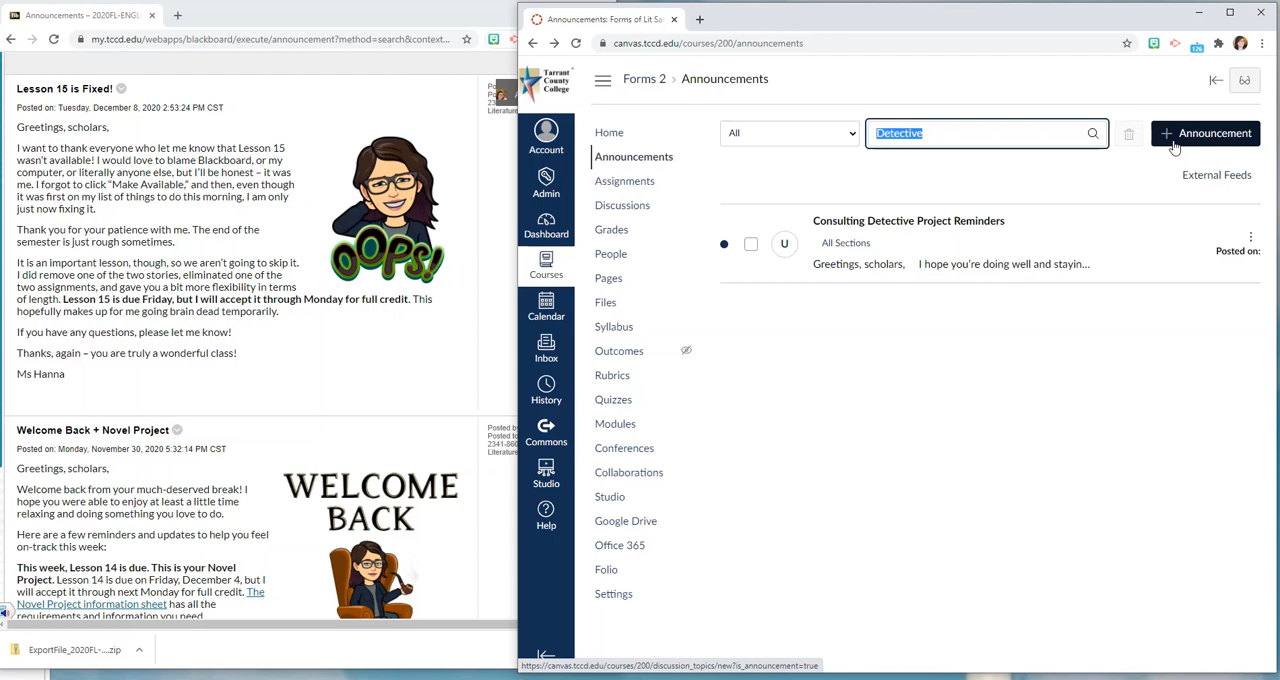 Announcements – 2020FL-ENGL
my.tccd.edu/webapps/blackboard/execute/announcement?method=search&context...
Lesson 15 is Fixed!
Posted on: Tuesday, December 8, 2020 2:53:24 PM CST
Greetings, scholars,
I want to thank everyone who let me know that Lesson 15
wasn't available! I would love to blame Blackboard, or my
computer, or literally anyone else, but I'll be honest – it was
me. I forgot to click “Make Available,” and then, even though
it was first on my list of things to do this morning, I am only
just now fixing it.
Thank you for your patience with me. The end of the
semester is just rough sometimes.
It is an important lesson, though, so we aren't going to skip it.
I did remove one of the two stories, eliminated one of the
two assignments, and gave you a bit more flexibility in terms
of length. Lesson 15 is due Friday, but I will accept it through Monday for full credit. This
hopefully makes up for me going brain dead temporarily.
If you have any questions, please let me know!
Thanks, again – you are truly a wonderful class!
Ms Hanna
OOPS!
Literature
Welcome Back + Novel Project
Posted on: Monday, November 30, 2020 5:32:14 PM CST
Greetings, scholars,
Welcome back from your much-deserved break! I
hope you were able to enjoy at least a little time
relaxing and doing something you love to do.
Here are a few reminders and updates to help you feel
on-track this week:
This week, Lesson 14 is due. This is your Novel
Project. Lesson 14 is due on Friday, December 4, but I
will accept it through next Monday for full credit. The
Novel Project information sheet has all the
requirements and information you need.
WELCOME
BACK
Posted by
Posted to
2341-860
Literature
ExportFile_2020FL-....zip
Announcements: Forms of Lit Sa
canvas.tccd.edu/courses/200/announcements
126
Tarrant
County
College
Account
Admin
Dashboard
Courses
Calendar
Inbox
History
Commons
Studio
Help
Forms 2 > Announcements
Home
Announcements
Assignments
Discussions
Grades
People
Pages
Files
Syllabus
Outcomes
Rubrics
Quizzes
Modules
Conferences
Collaborations
Studio
Google Drive
Office 365
Folio
Settings
All
Detective
+ Announcement
External Feeds
Consulting Detective Project Reminders
U
All Sections
Posted on:
Greetings, scholars, I hope you're doing well and stayin...
https://canvas.tccd.edu/courses/200/discussion_topics/new?is_announcement=true